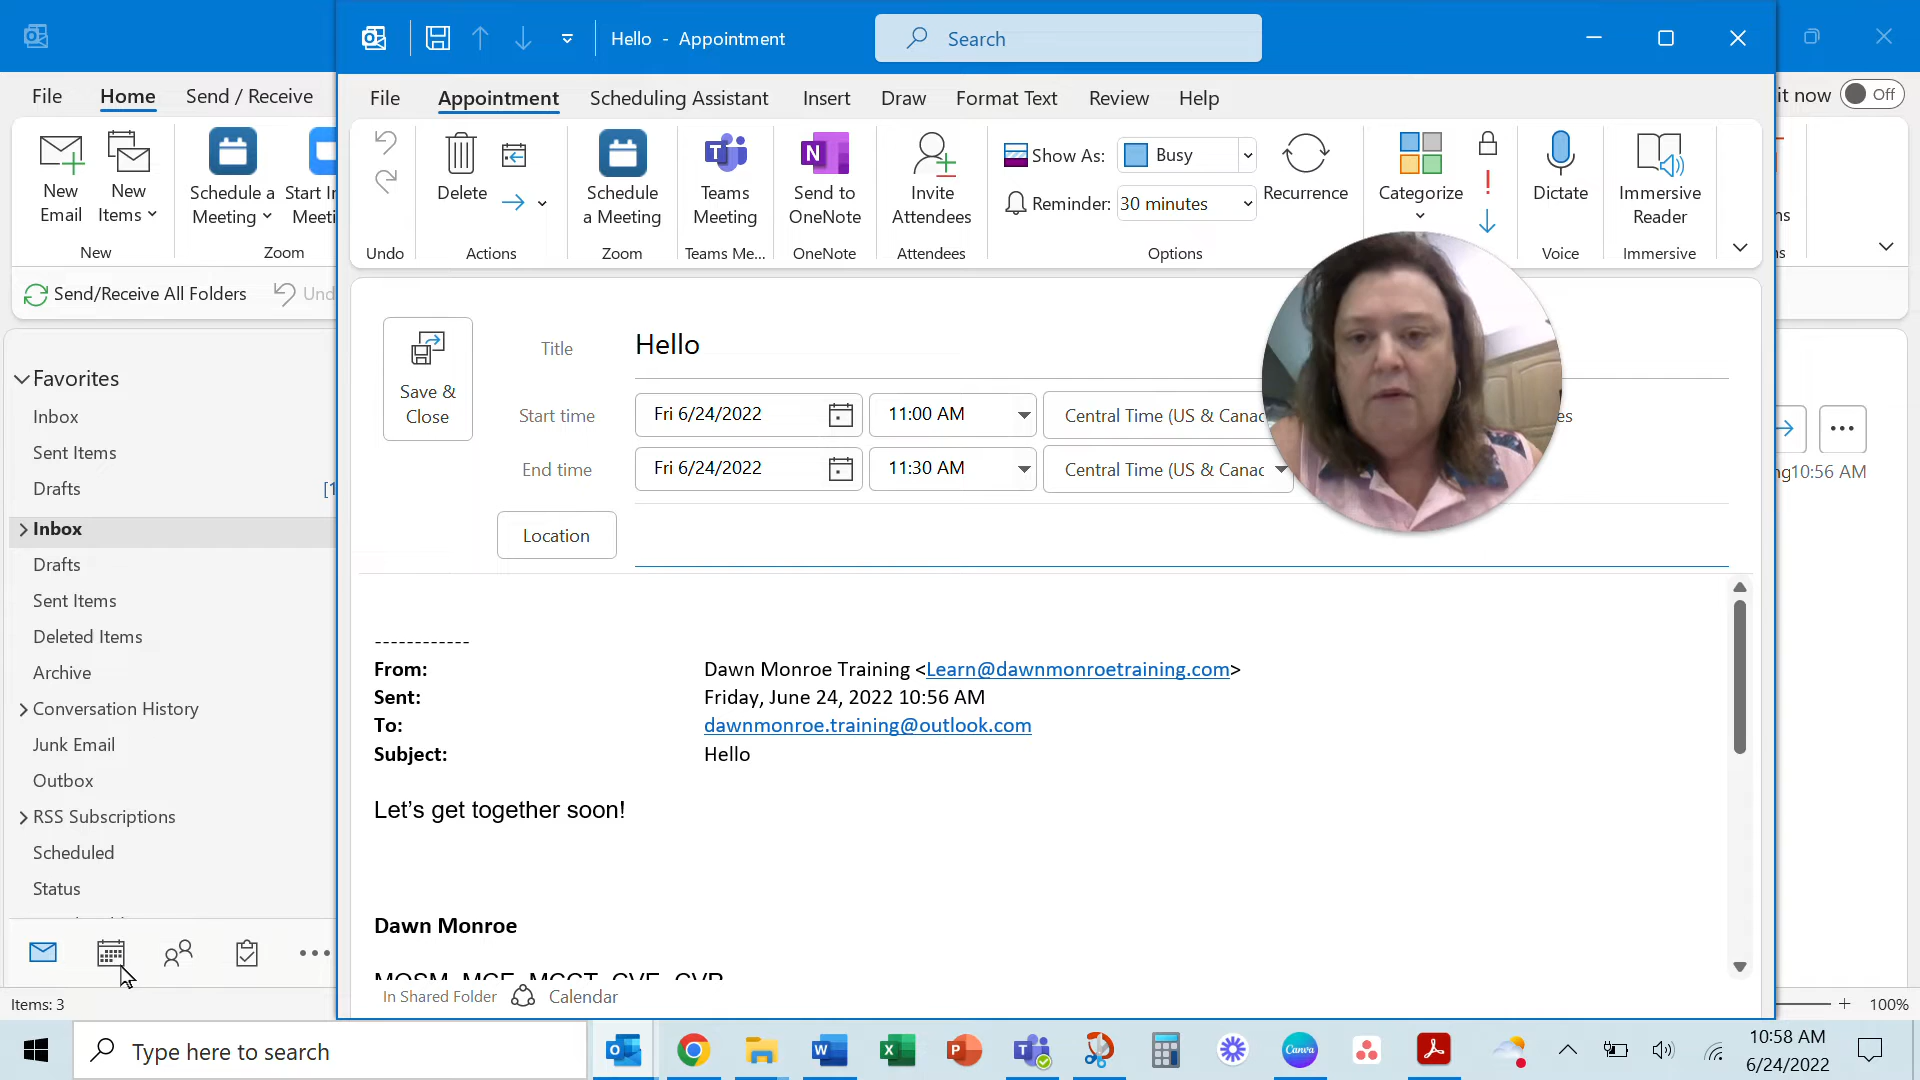 Hello - Appointment
Search
File Home Send / Receive
it now Off
File Appointment Scheduling Assistant Insert Draw Format Text Review Help
New Email
New Items
New
Schedule a Meeting
Zoom
Undo
Delete
Actions
Schedule a Meeting
Zoom
Teams Meeting
Teams Me...
Send to OneNote
OneNote
Invite Attendees
Attendees
Show As: Busy
Reminder: 30 minutes
Recurrence
Options
Categorize
Dictate
Voice
Immersive Reader
Immersive
Send/Receive All Folders
Save & Close
Title Hello
Start time Fri 6/24/2022 11:00 AM Central Time (US & Canac
End time Fri 6/24/2022 11:30 AM Central Time (US & Canac
Location
10:56 AM
Favorites
Inbox
Sent Items
Drafts [1
Inbox
Drafts
Sent Items
Deleted Items
Archive
Conversation History
Junk Email
Outbox
RSS Subscriptions
Scheduled
Status
Items: 3
------------
From: Dawn Monroe Training <Learn@dawnmonroetraining.com>
Sent: Friday, June 24, 2022 10:56 AM
To: dawnmonroe.training@outlook.com
Subject: Hello
Let’s get together soon!
Dawn Monroe
In Shared Folder Calendar
100%
Type here to search
Canva
10:58 AM
6/24/2022